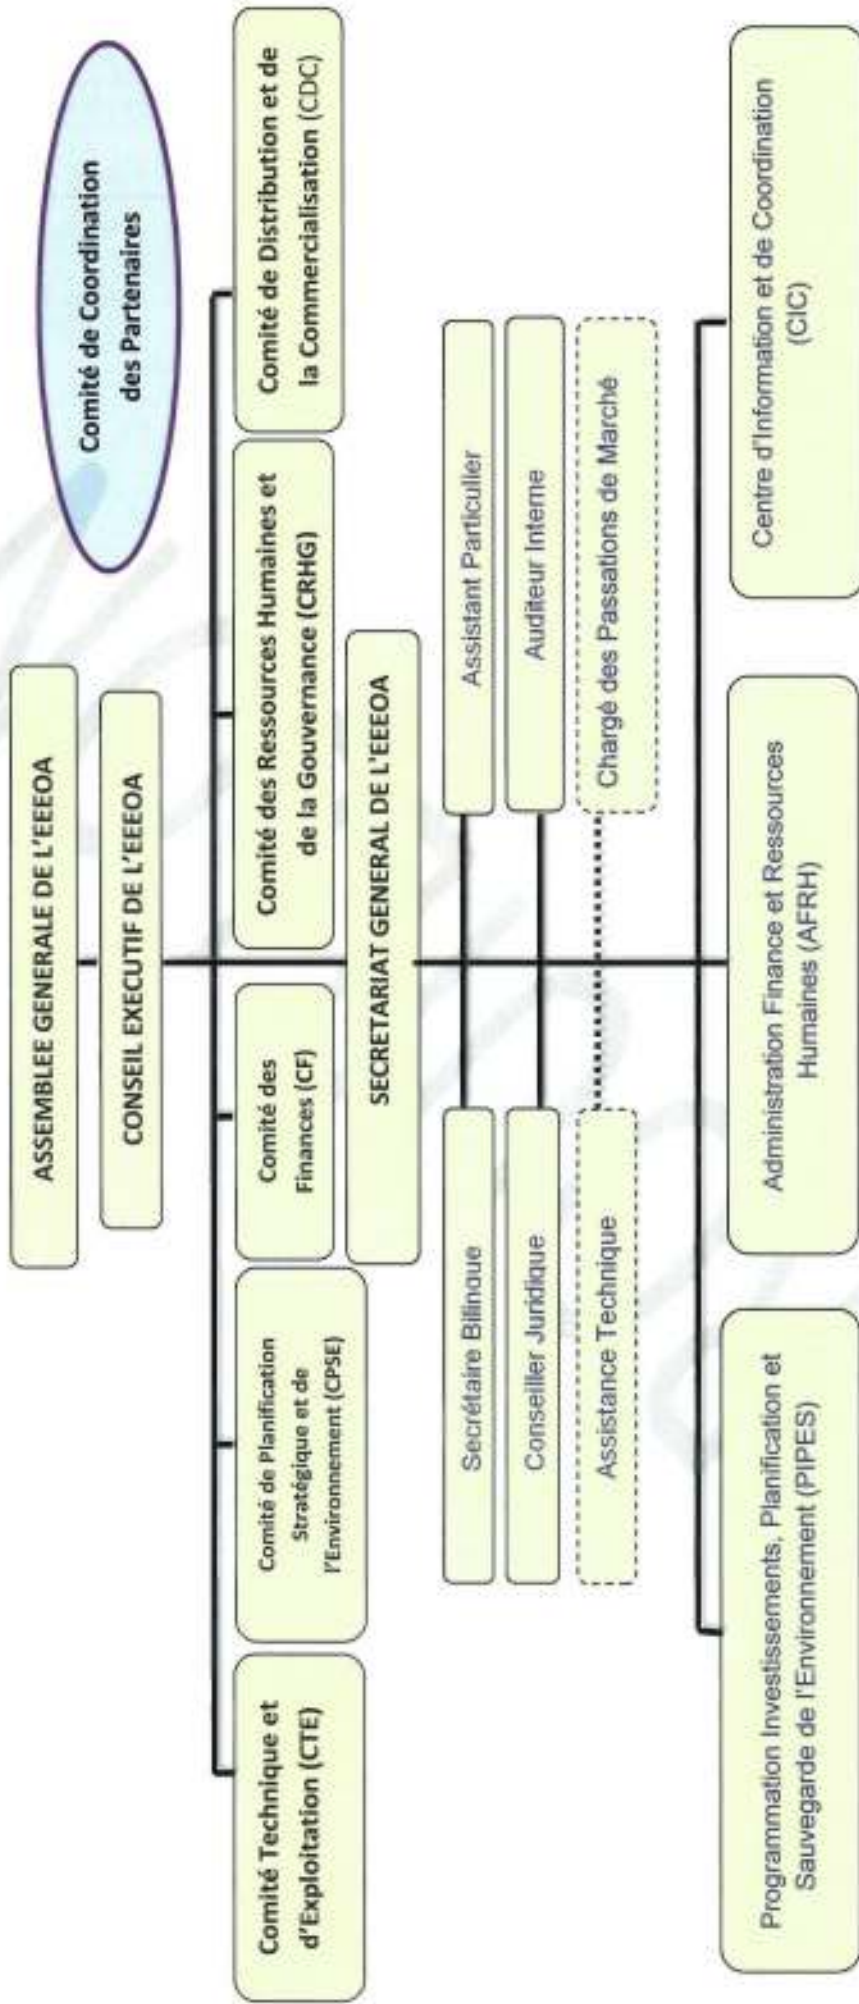 Comité de Coordination
des Partenaires
ASSEMBLEE GENERALE DE L'EEEOA
CONSEIL EXECUTIF DE L'EEEOA
Comité Technique et
d'Exploitation (CTE)
Comité de Planification
Stratégique et de
l'Environnement (CPSE)
Comité des
Finances (CF)
Comité des Ressources Humaines et
de la Gouvernance (CRHG)
Comité de Distribution et de
la Commercialisation (CDC)
SECRETARIAT GENERAL DE L'EEEOA
Secrétaire Bilingue
Assistant Particulier
Conseiller Juridique
Auditeur Interne
Assistance Technique
Chargé des Passations de Marché
Programmation Investissements, Planification et
Sauvegarde de l'Environnement (PIPES)
Administration Finance et Ressources
Humaines (AFRH)
Centre d'Information et de Coordination
(CIC)